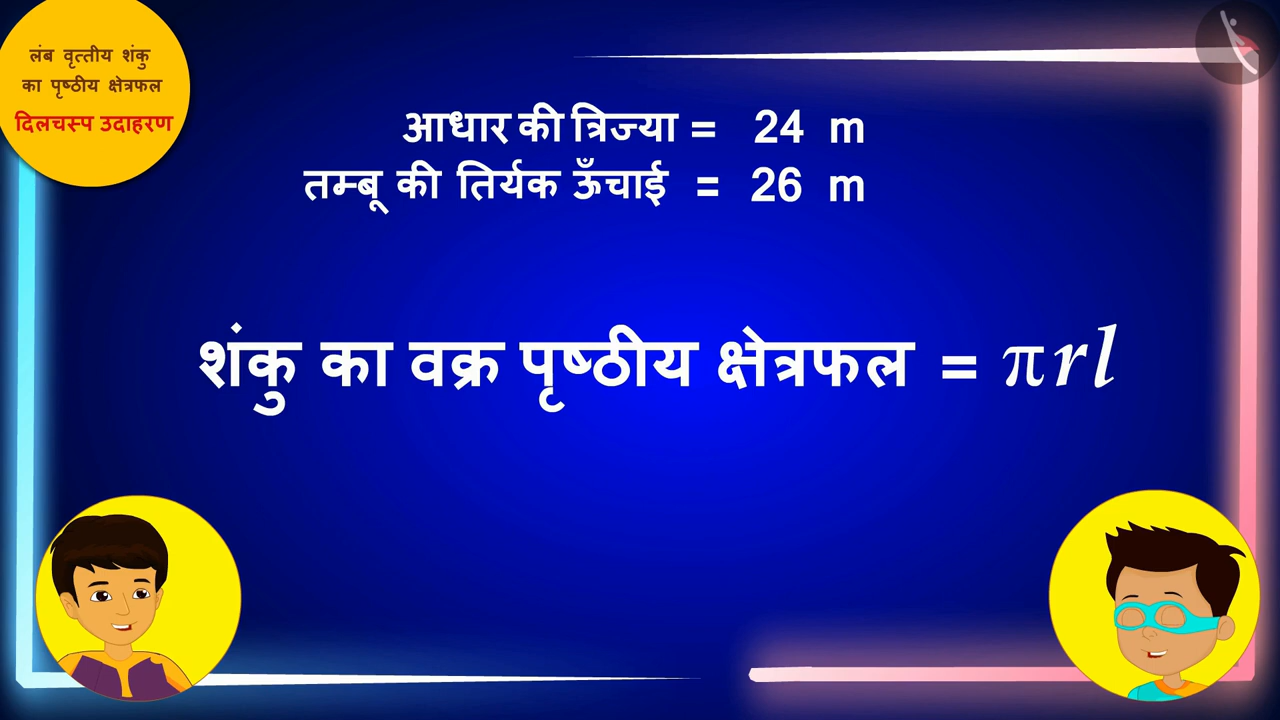 लंब वृत्तीय शंकु
का पृष्ठीय क्षेत्रफल
दिलचस्प उदाहरण
आधार की त्रिज्या = 24 m
तम्बू की तिर्यक ऊँचाई = 26 m
शंकु का वक्र पृष्ठीय क्षेत्रफल = πrl